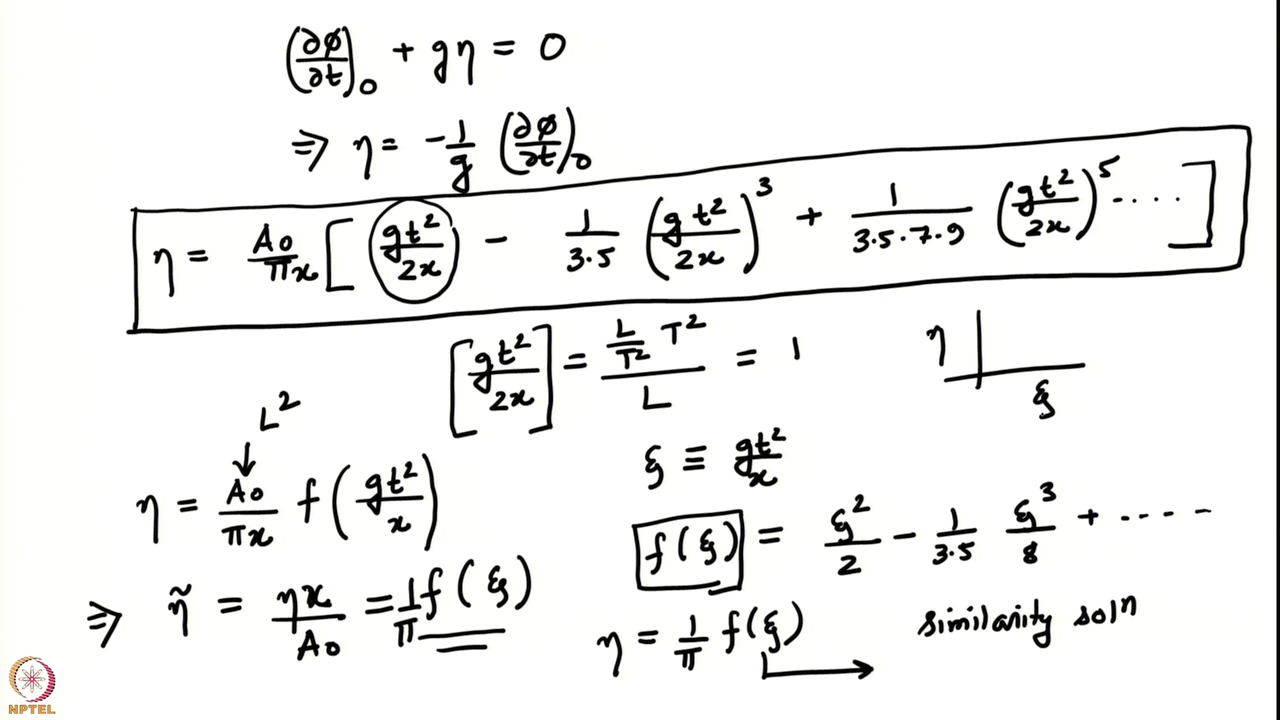 (∂φ/∂t)₀ + gη = 0
⇒ η = -1/g (∂φ/∂t)₀
η = A₀/πx [ (gt²/2x) - 1/3·5 (gt²/2x)³ + 1/3·5·7·9 (gt²/2x)⁵ ····· ]
[gt²/2x] = (L/T² T²)/L = 1
η
ξ
L²
↓
ξ ≡ gt²/x
η = A₀/πx f(gt²/x)
f(ξ) = ξ²/2 - 1/3·5 ξ³/8 + -----
⇒ η̃ = ηx/A₀ = 1/π f(ξ)
η = 1/π f(ξ)
similarity solⁿ
NPTEL